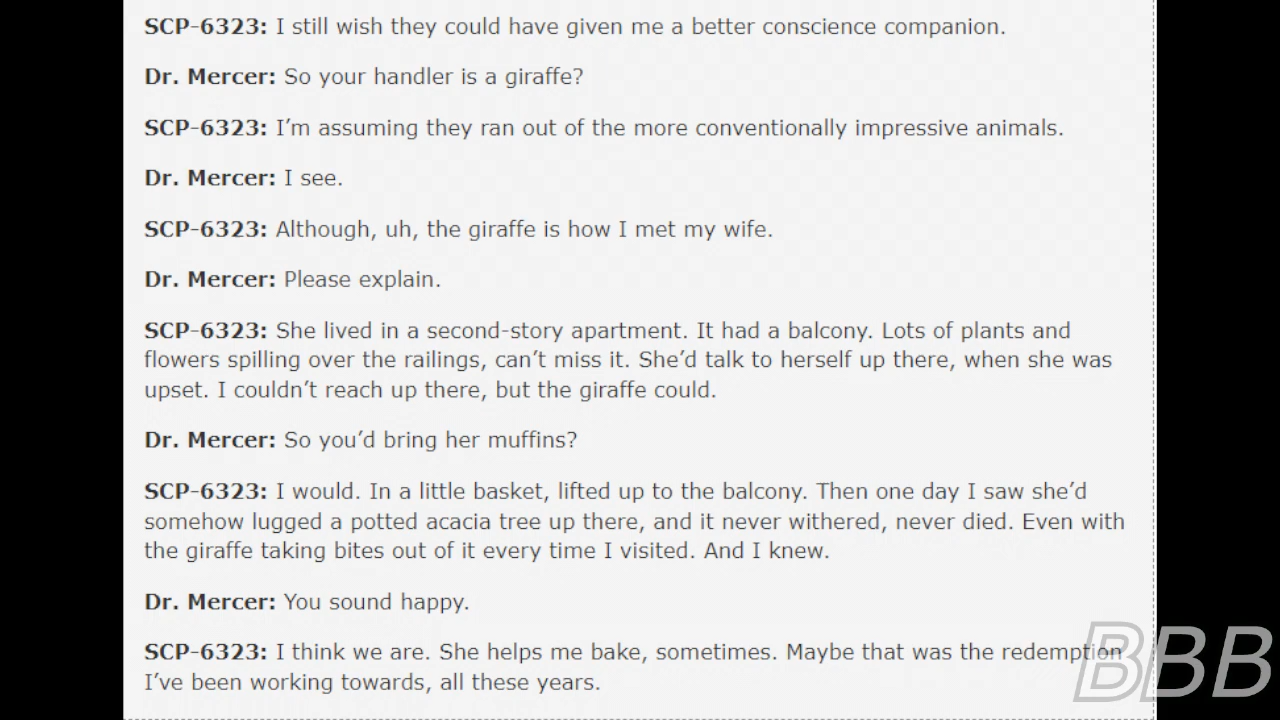 SCP-6323: I still wish they could have given me a better conscience companion.
Dr. Mercer: So your handler is a giraffe?
SCP-6323: I’m assuming they ran out of the more conventionally impressive animals.
Dr. Mercer: I see.
SCP-6323: Although, uh, the giraffe is how I met my wife.
Dr. Mercer: Please explain.
SCP-6323: She lived in a second-story apartment. It had a balcony. Lots of plants and
flowers spilling over the railings, can’t miss it. She’d talk to herself up there, when she was
upset. I couldn’t reach up there, but the giraffe could.
Dr. Mercer: So you’d bring her muffins?
SCP-6323: I would. In a little basket, lifted up to the balcony. Then one day I saw she’d
somehow lugged a potted acacia tree up there, and it never withered, never died. Even with
the giraffe taking bites out of it every time I visited. And I knew.
Dr. Mercer: You sound happy.
SCP-6323: I think we are. She helps me bake, sometimes. Maybe that was the redemption
I’ve been working towards, all these years.
BBB